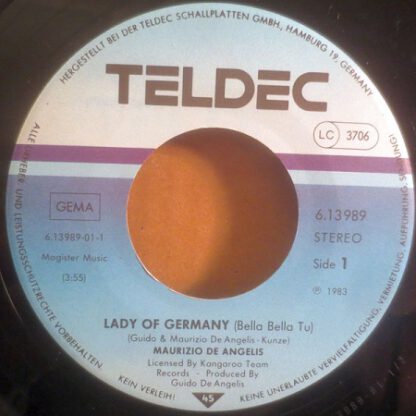 HERGESTELLT BEI DER TELDEC SCHALLPLATTEN GMBH, HAMBURG 19, GERMANY
TELDEC
LC 3706
GEMA
6.13989
6.13989-01-1
STEREO
Magister Music
Side 1
(3:55)
℗ 1983
LADY OF GERMANY (Bella Bella Tu)
(Guido & Maurizio De Angelis - Kunze)
MAURIZIO DE ANGELIS
Licensed by Kangaroo Team
Records - Produced By
Guido De Angelis
45
ALLE URHEBER- UND LEISTUNGSSCHUTZRECHTE VORBEHALTEN
KEIN VERLEIH! KEINE UNERLAUBTE VERVIELFÄLTIGUNG, VERMIETUNG, AUFFÜHRUNG, SENDUNG!